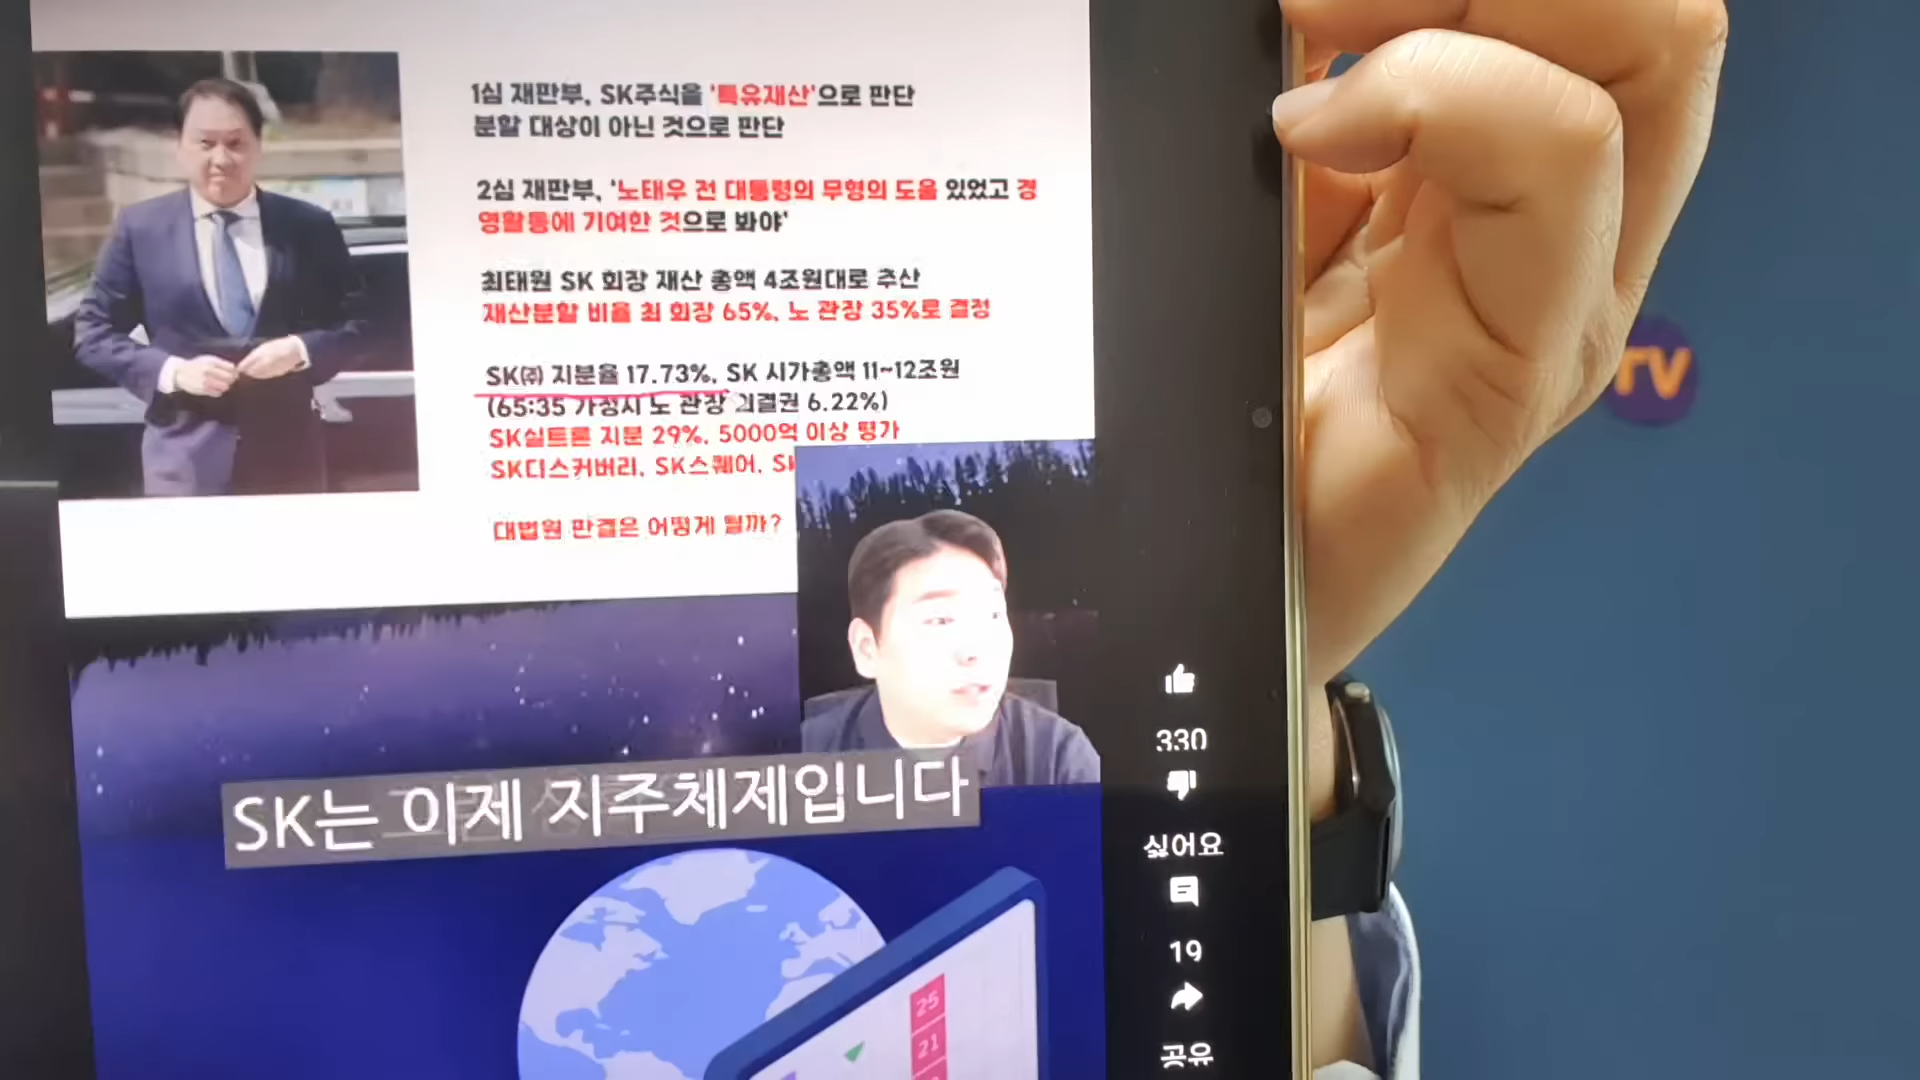 1심 재판부, SK주식을 '특유재산'으로 판단
분할 대상이 아닌 것으로 판단
2심 재판부, '노태우 전 대통령의 무형의 도움 있었고 경
영활동에 기여한 것으로 봐야'
최태원 SK 회장 재산 총액 4조원대로 추산
재산분할 비율 최 회장 65%, 노 관장 35%로 결정
SK㈜ 지분율 17.73%, SK 시가총액 11~12조원
(65:35 가정시 노 관장 의결권 6.22%)
SK실트론 지분 29%, 5000억 이상 평가
SK디스커버리, SK스퀘어,
대법원 판결은 어떻게 될까?
SK는 이제 지주체제입니다
25
21
330
싫어요
19
공유
TV